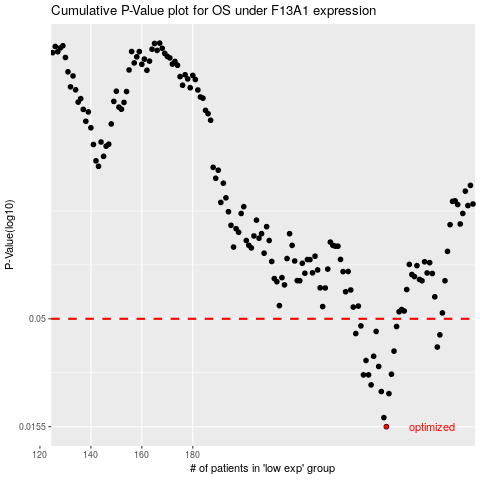 Cumulative P-Value plot for OS under F13A1 expression
P-Value(log10)
0.05
0.0155
optimized
120 140 160 180
# of patients in 'low exp' group